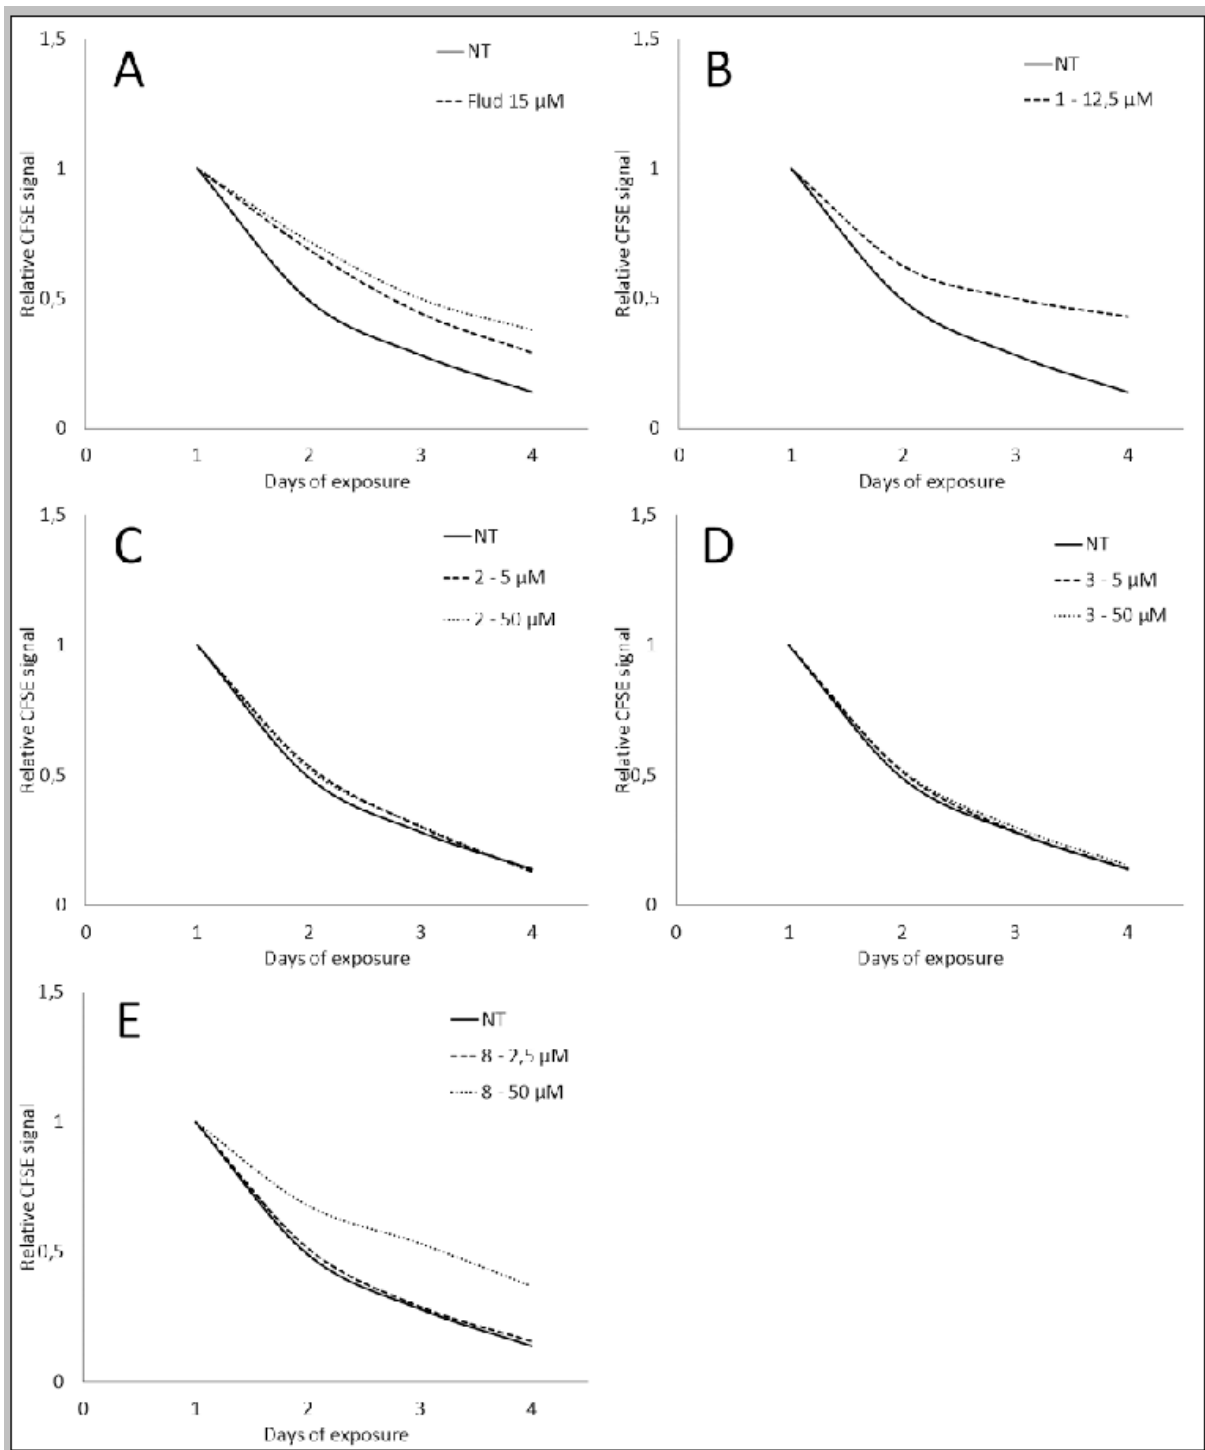 A
1,5
NT
Flud 15 µM
1
0,5
0
Relative CFSE signal
0 1 2 3 4
Days of exposure
B
1,5
NT
1 - 12,5 µM
1
0,5
0
Relative CFSE signal
0 1 2 3 4
Days of exposure
C
1,5
NT
2 - 5 µM
2 - 50 µM
1
0,5
0
Relative CFSE signal
0 1 2 3 4
Days of exposure
D
1,5
NT
3 - 5 µM
3 - 50 µM
1
0,5
0
Relative CFSE signal
0 1 2 3 4
Days of exposure
E
1,5
NT
8 - 2,5 µM
8 - 50 µM
1
0,5
0
Relative CFSE signal
0 1 2 3 4
Days of exposure